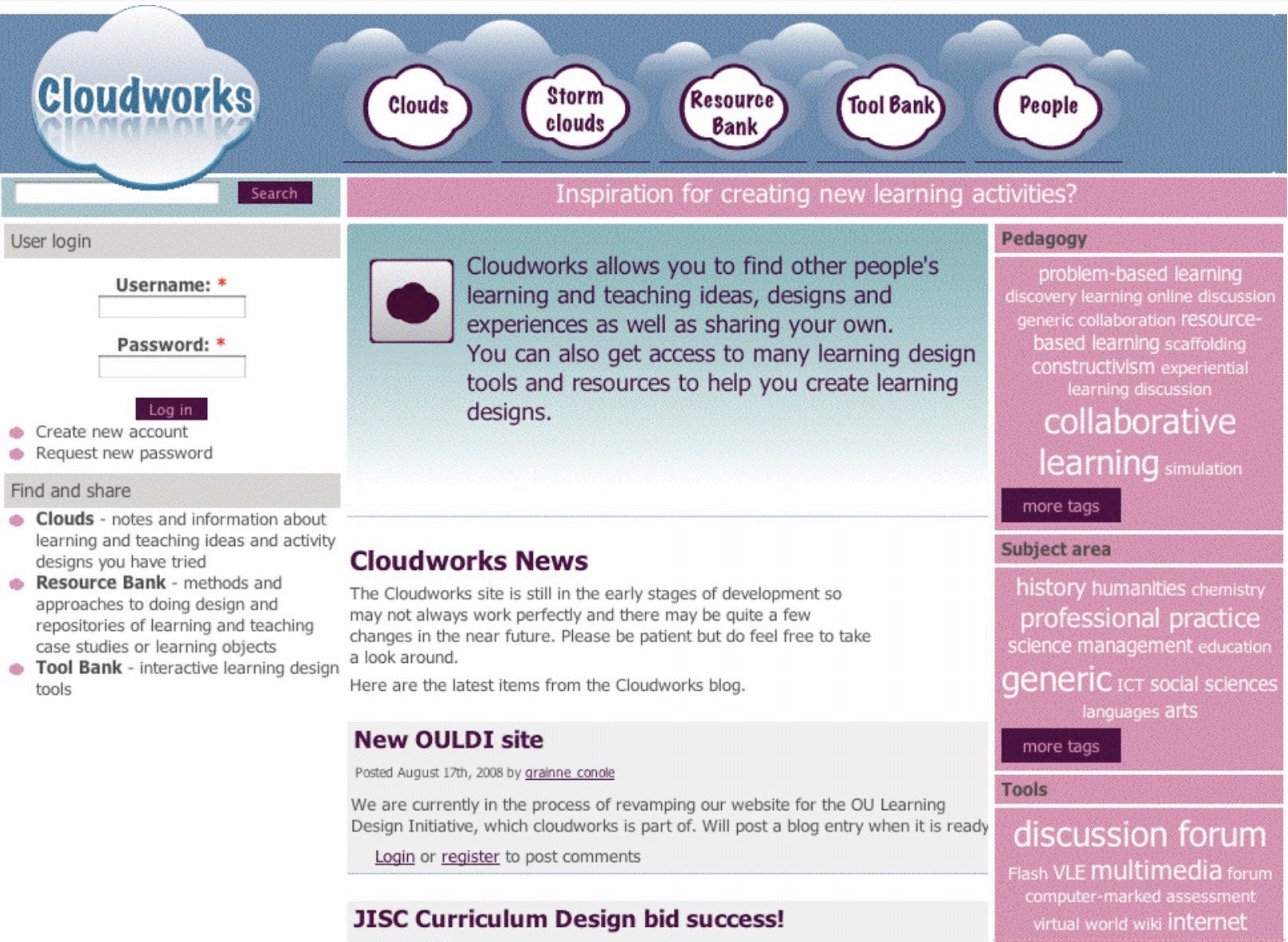 Cloudworks
Clouds
Storm
clouds
Resource
Bank
Tool Bank
People
Search
Inspiration for creating new learning activities?
User login
Username: *
Password: *
Log in
Create new account
Request new password
Find and share
Clouds - notes and information about
learning and teaching ideas and activity
designs you have tried
Resource Bank - methods and
approaches to doing design and
repositories of learning and teaching
case studies or learning objects
Tool Bank - interactive learning design
tools
Cloudworks allows you to find other people's
learning and teaching ideas, designs and
experiences as well as sharing your own.
You can also get access to many learning design
tools and resources to help you create learning
designs.
Cloudworks News
The Cloudworks site is still in the early stages of development so
may not always work perfectly and there may be quite a few
changes in the near future. Please be patient but do feel free to take
a look around.
Here are the latest items from the Cloudworks blog.
New OULDI site
Posted August 17th, 2008 by grainne_conole
We are currently in the process of revamping our website for the OU Learning
Design Initiative, which cloudworks is part of. Will post a blog entry when it is ready
Login or register to post comments
JISC Curriculum Design bid success!
Pedagogy
problem-based learning
discovery learning online discussion
generic collaboration resource-
based learning scaffolding
constructivism experiential
learning discussion
collaborative
learning simulation
more tags
Subject area
history humanities chemistry
professional practice
science management education
generic ICT social sciences
languages arts
more tags
Tools
discussion forum
Flash VLE multimedia forum
computer-marked assessment
virtual world wiki internet